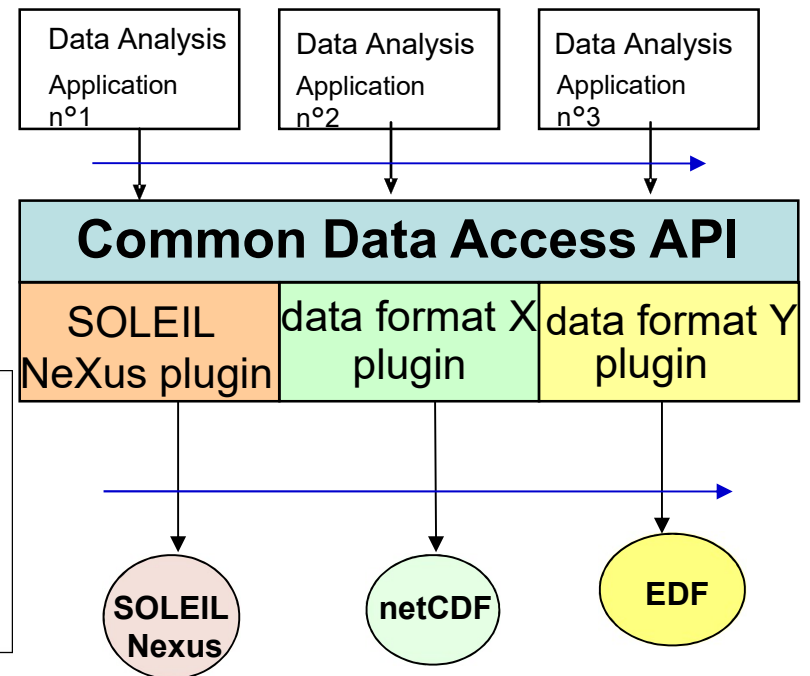 Data Analysis
Application
n°1
Data Analysis
Application
n°2
Data Analysis
Application
n°3
Common Data Access API
SOLEIL
NeXus plugin
data format X
plugin
data format Y
plugin
SOLEIL
Nexus
netCDF
EDF